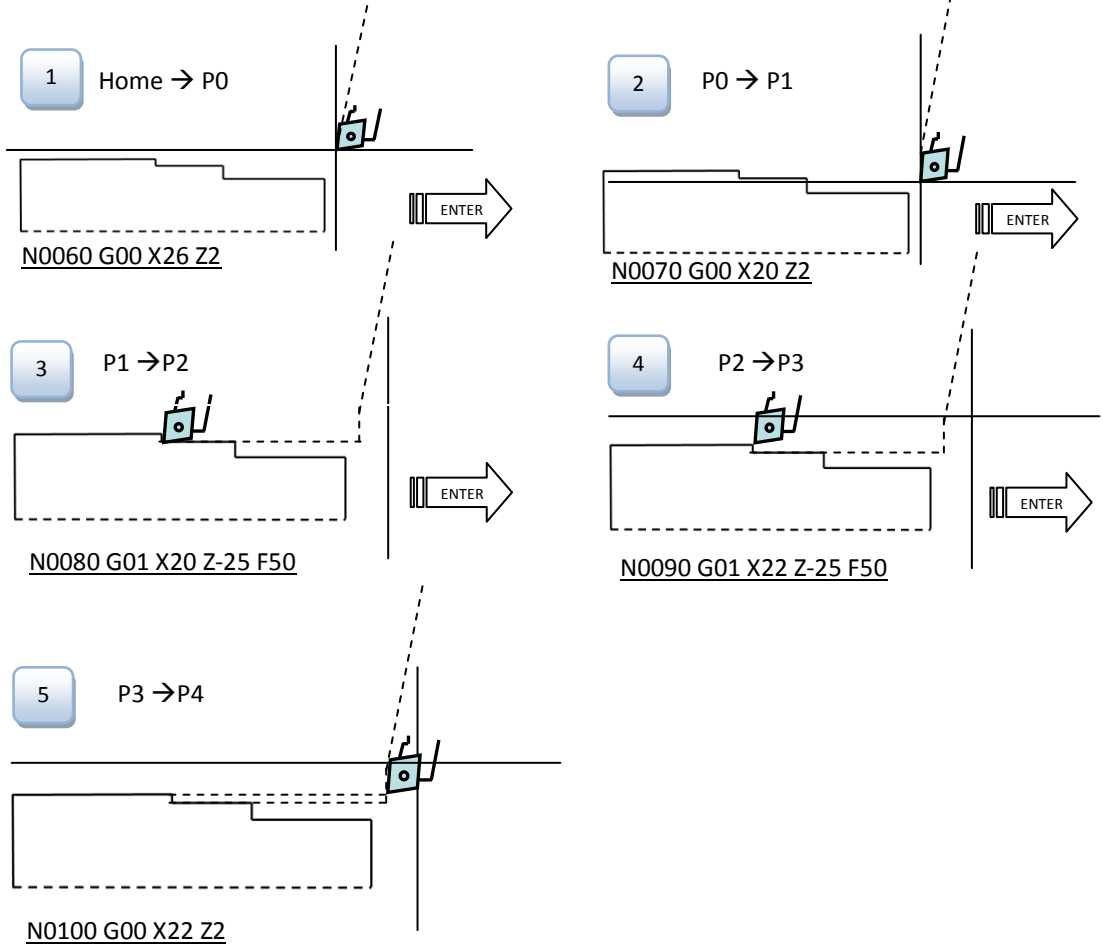 1
Home → P0
ENTER
N0060 G00 X26 Z2
2
P0 → P1
ENTER
N0070 G00 X20 Z2
3
P1 →P2
ENTER
N0080 G01 X20 Z-25 F50
4
P2 →P3
ENTER
N0090 G01 X22 Z-25 F50
5
P3 →P4
N0100 G00 X22 Z2